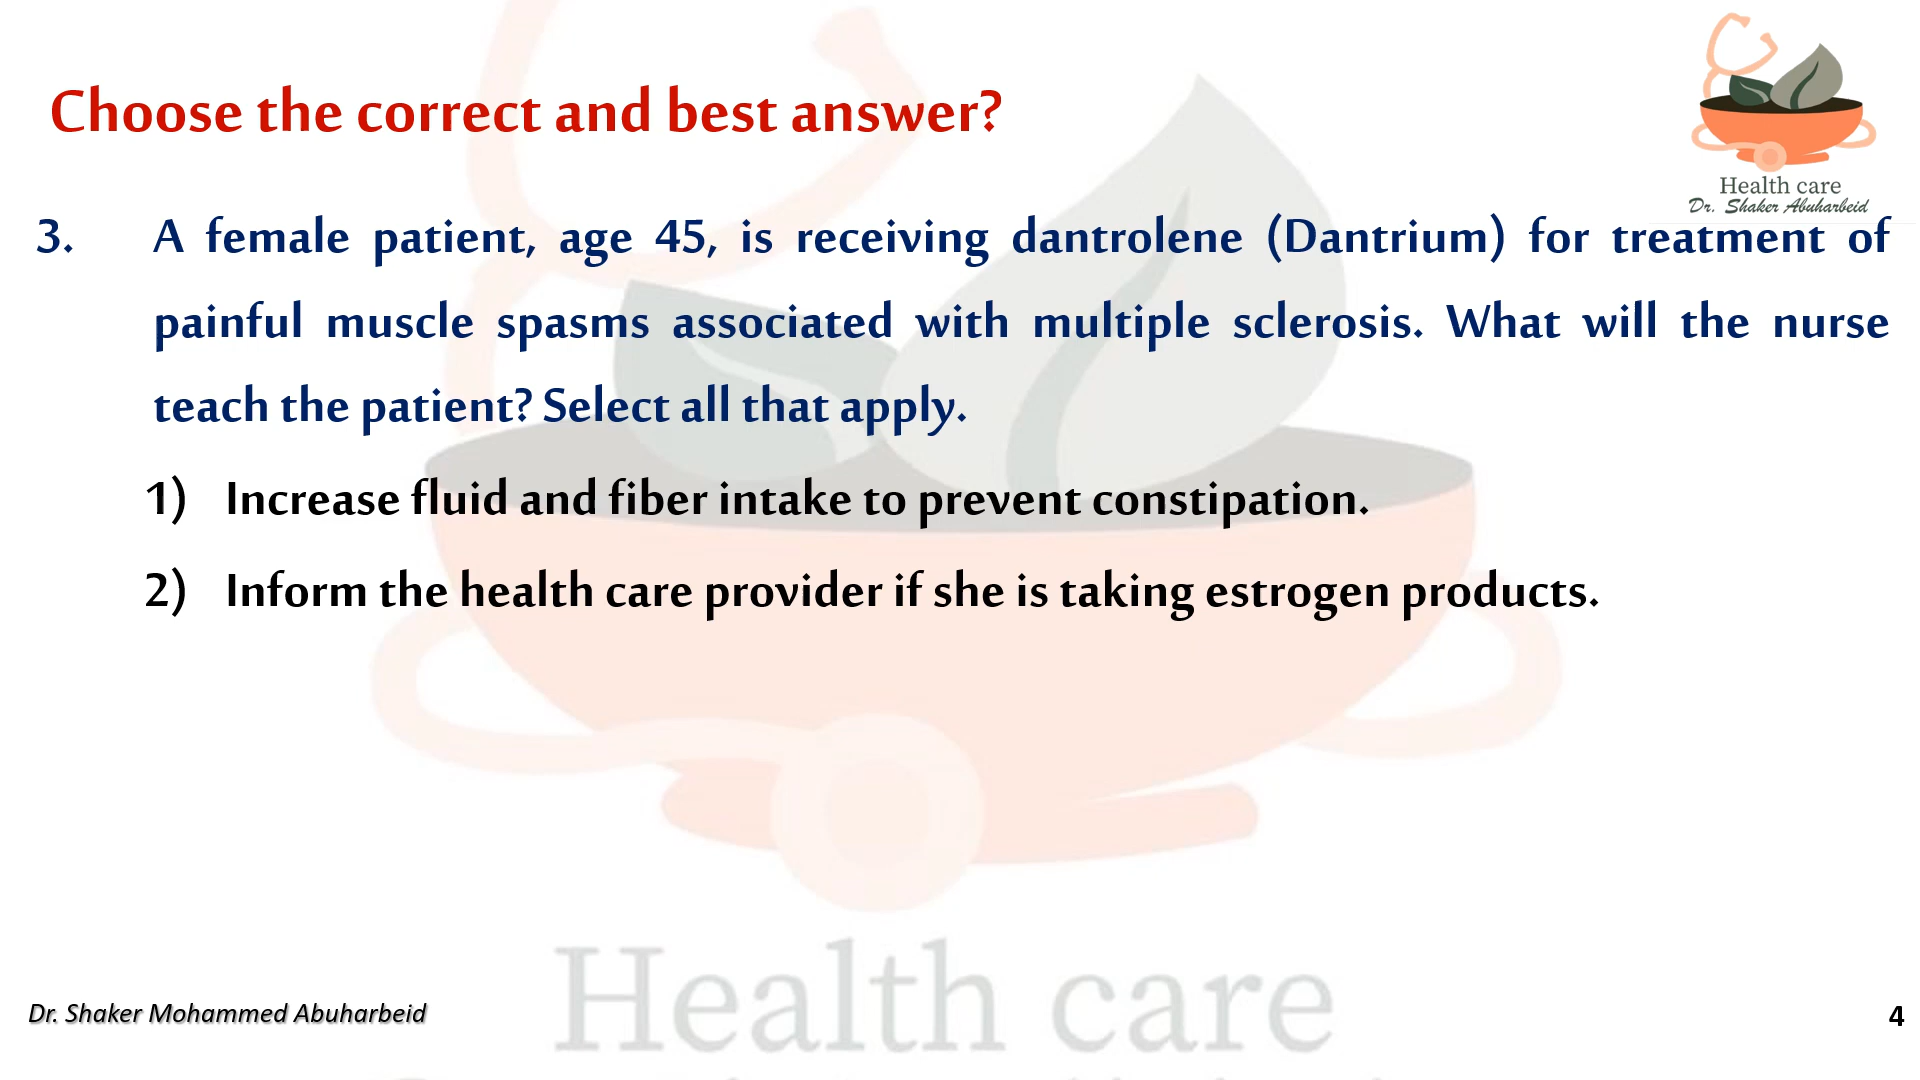 Choose the correct and best answer?
Health care
Dr. Shaker Abuharbeid
3. A female patient, age 45, is receiving dantrolene (Dantrium) for treatment of
painful muscle spasms associated with multiple sclerosis. What will the nurse
teach the patient? Select all that apply.
1) Increase fluid and fiber intake to prevent constipation.
2) Inform the health care provider if she is taking estrogen products.
Health care
Dr. Shaker Mohammed Abuharbeid
4